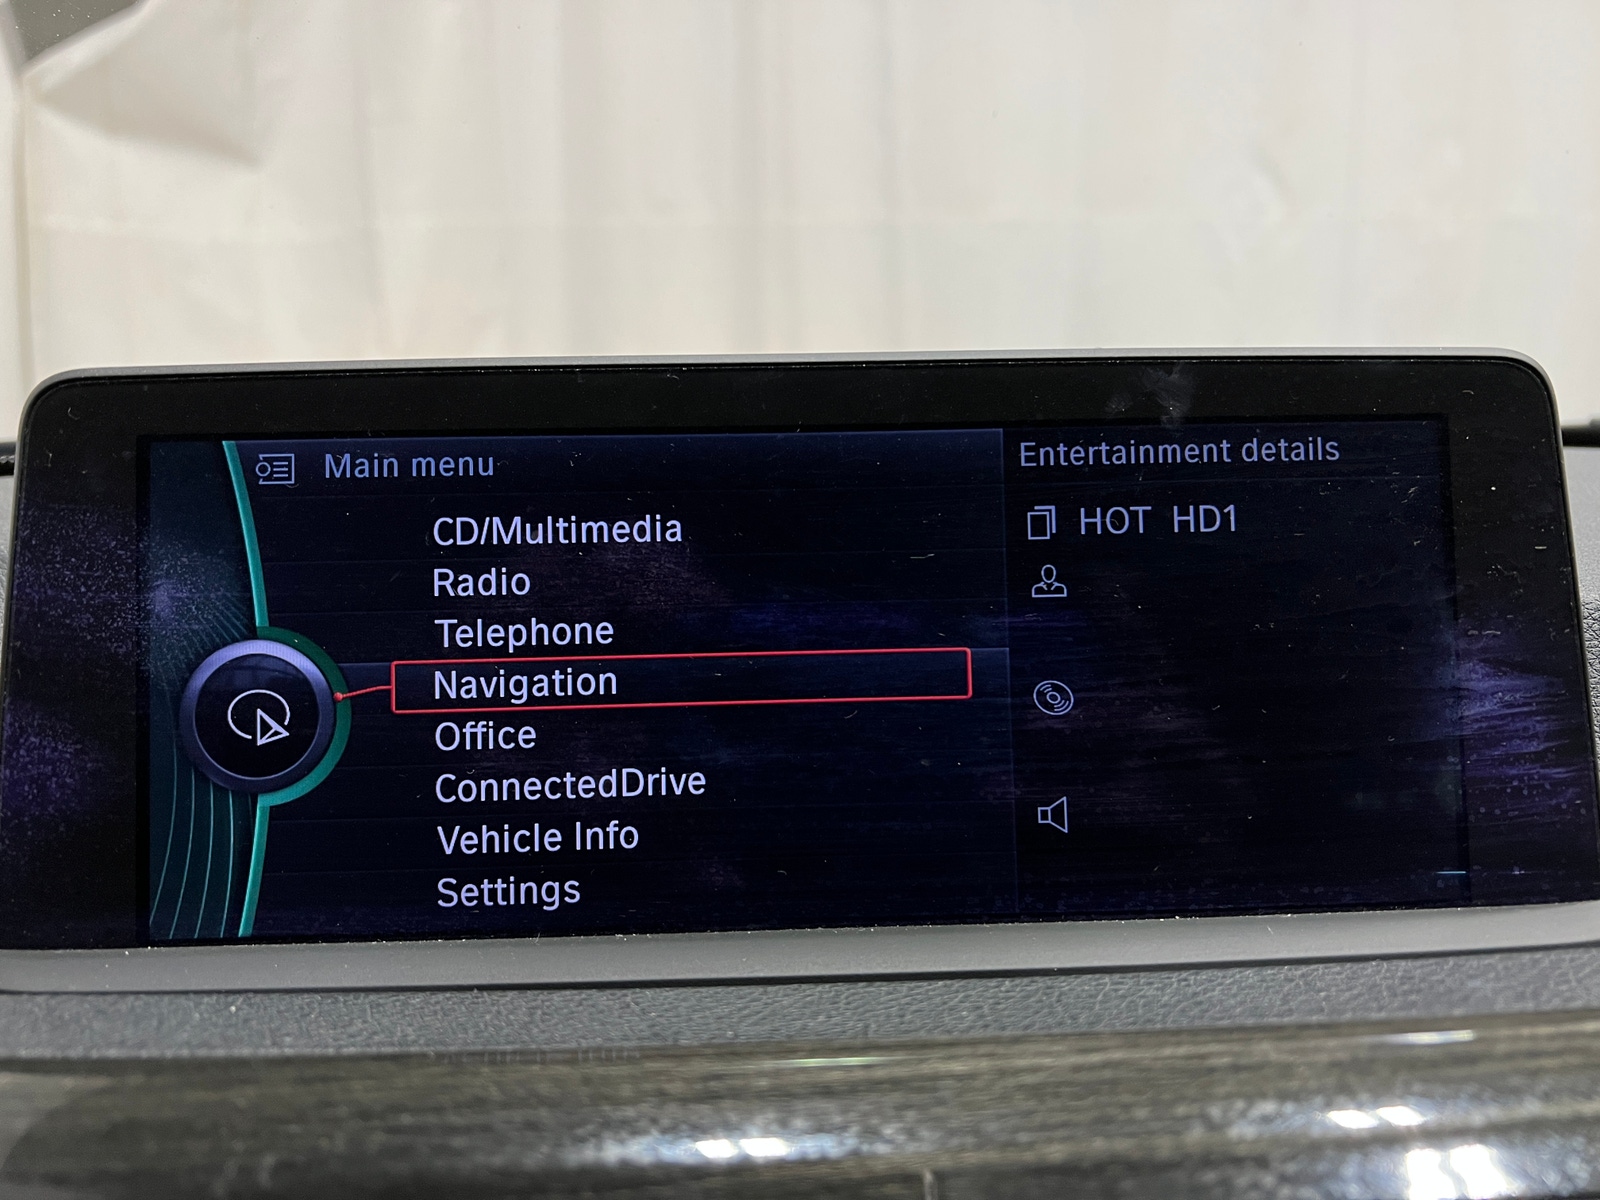 Main menu
CD/Multimedia
Radio
Telephone
Navigation
Office
ConnectedDrive
Vehicle Info
Settings
Entertainment details
HOT HD1